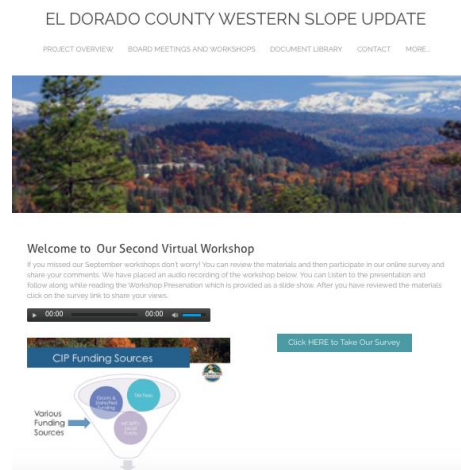 EL DORADO COUNTY WESTERN SLOPE UPDATE
PROJECT OVERVIEW BOARD MEETINGS AND WORKSHOPS DOCUMENT LIBRARY CONTACT MORE...
Welcome to Our Second Virtual Workshop
If you missed our September workshops don't worry! You can review the materials and then participate in our online survey and
share your comments. We have placed an audio recording of the workshop below. You can Listen to the presentation and
follow along while reading the Workshop Presenation which is provided as a slide show. After you have reviewed the materials
click on the survey link to share your views.
00:00 00:00
Click HERE to Take Our Survey
CIP Funding Sources
Various
Funding
Sources